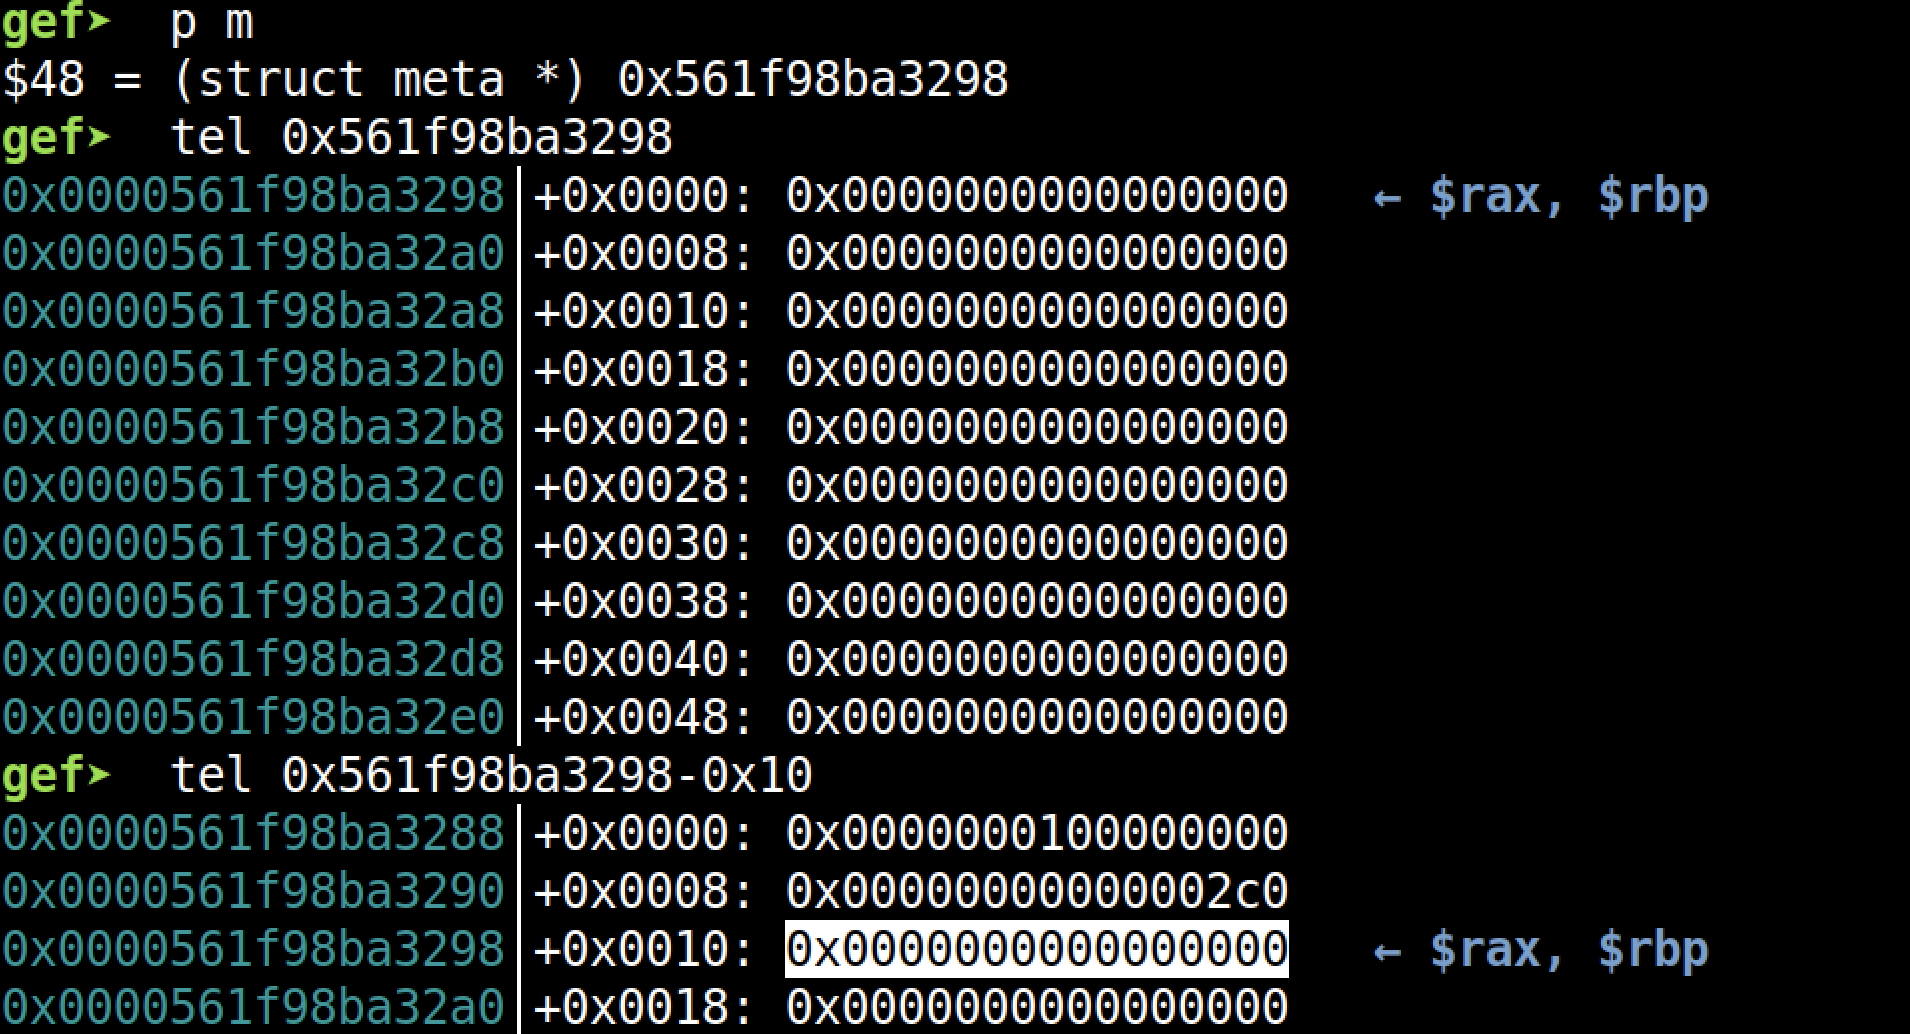 gef➤  p m
$48 = (struct meta *) 0x561f98ba3298
gef➤  tel 0x561f98ba3298
0x0000561f98ba3298│+0x0000: 0x0000000000000000   ← $rax, $rbp
0x0000561f98ba32a0│+0x0008: 0x0000000000000000
0x0000561f98ba32a8│+0x0010: 0x0000000000000000
0x0000561f98ba32b0│+0x0018: 0x0000000000000000
0x0000561f98ba32b8│+0x0020: 0x0000000000000000
0x0000561f98ba32c0│+0x0028: 0x0000000000000000
0x0000561f98ba32c8│+0x0030: 0x0000000000000000
0x0000561f98ba32d0│+0x0038: 0x0000000000000000
0x0000561f98ba32d8│+0x0040: 0x0000000000000000
0x0000561f98ba32e0│+0x0048: 0x0000000000000000
gef➤  tel 0x561f98ba3298-0x10
0x0000561f98ba3288│+0x0000: 0x0000000100000000
0x0000561f98ba3290│+0x0008: 0x00000000000002c0
0x0000561f98ba3298│+0x0010: 0x0000000000000000   ← $rax, $rbp
0x0000561f98ba32a0│+0x0018: 0x0000000000000000